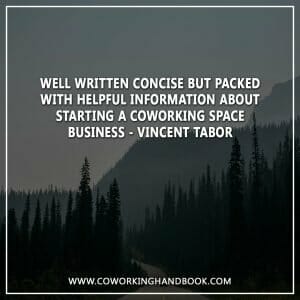 WELL WRITTEN CONCISE BUT PACKED
WITH HELPFUL INFORMATION ABOUT
STARTING A COWORKING SPACE
BUSINESS - VINCENT TABOR
WWW.COWORKINGHANDBOOK.COM